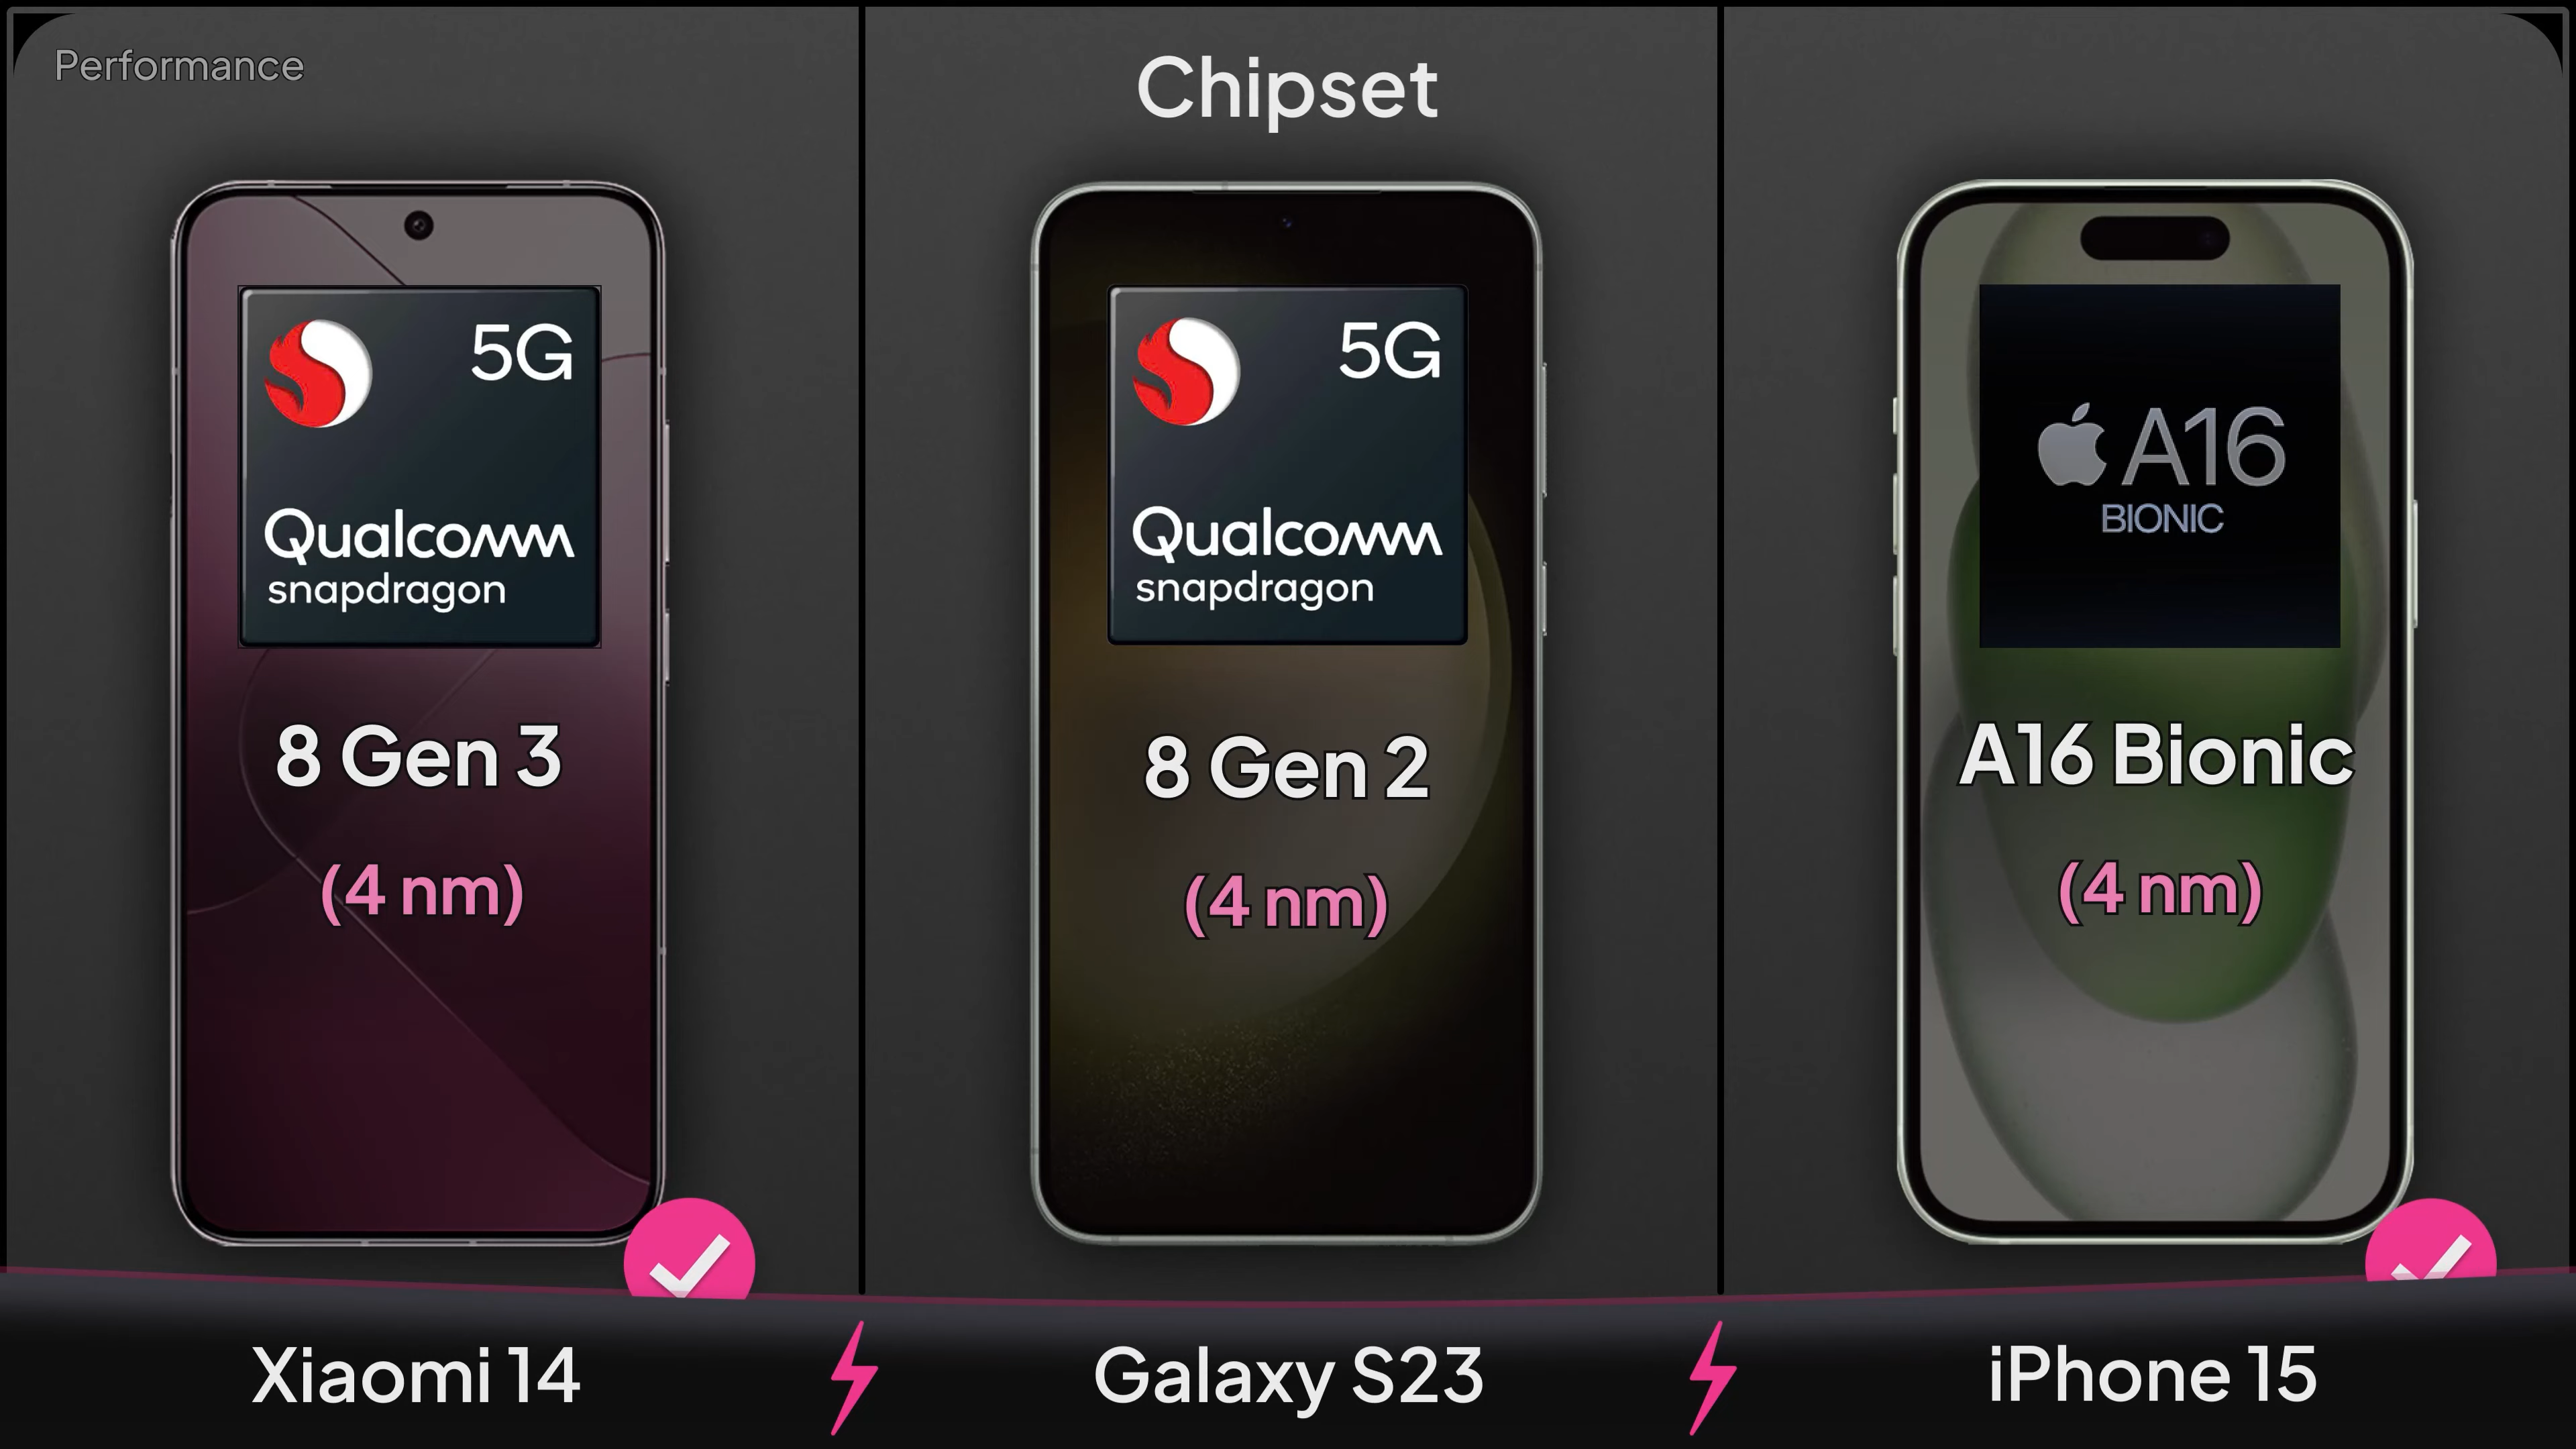 Performance
Chipset
5G
Qualcomm
snapdragon
8 Gen 3
(4 nm)
5G
Qualcomm
snapdragon
8 Gen 2
(4 nm)
A16
BIONIC
A16 Bionic
(4 nm)
Xiaomi 14
Galaxy S23
iPhone 15